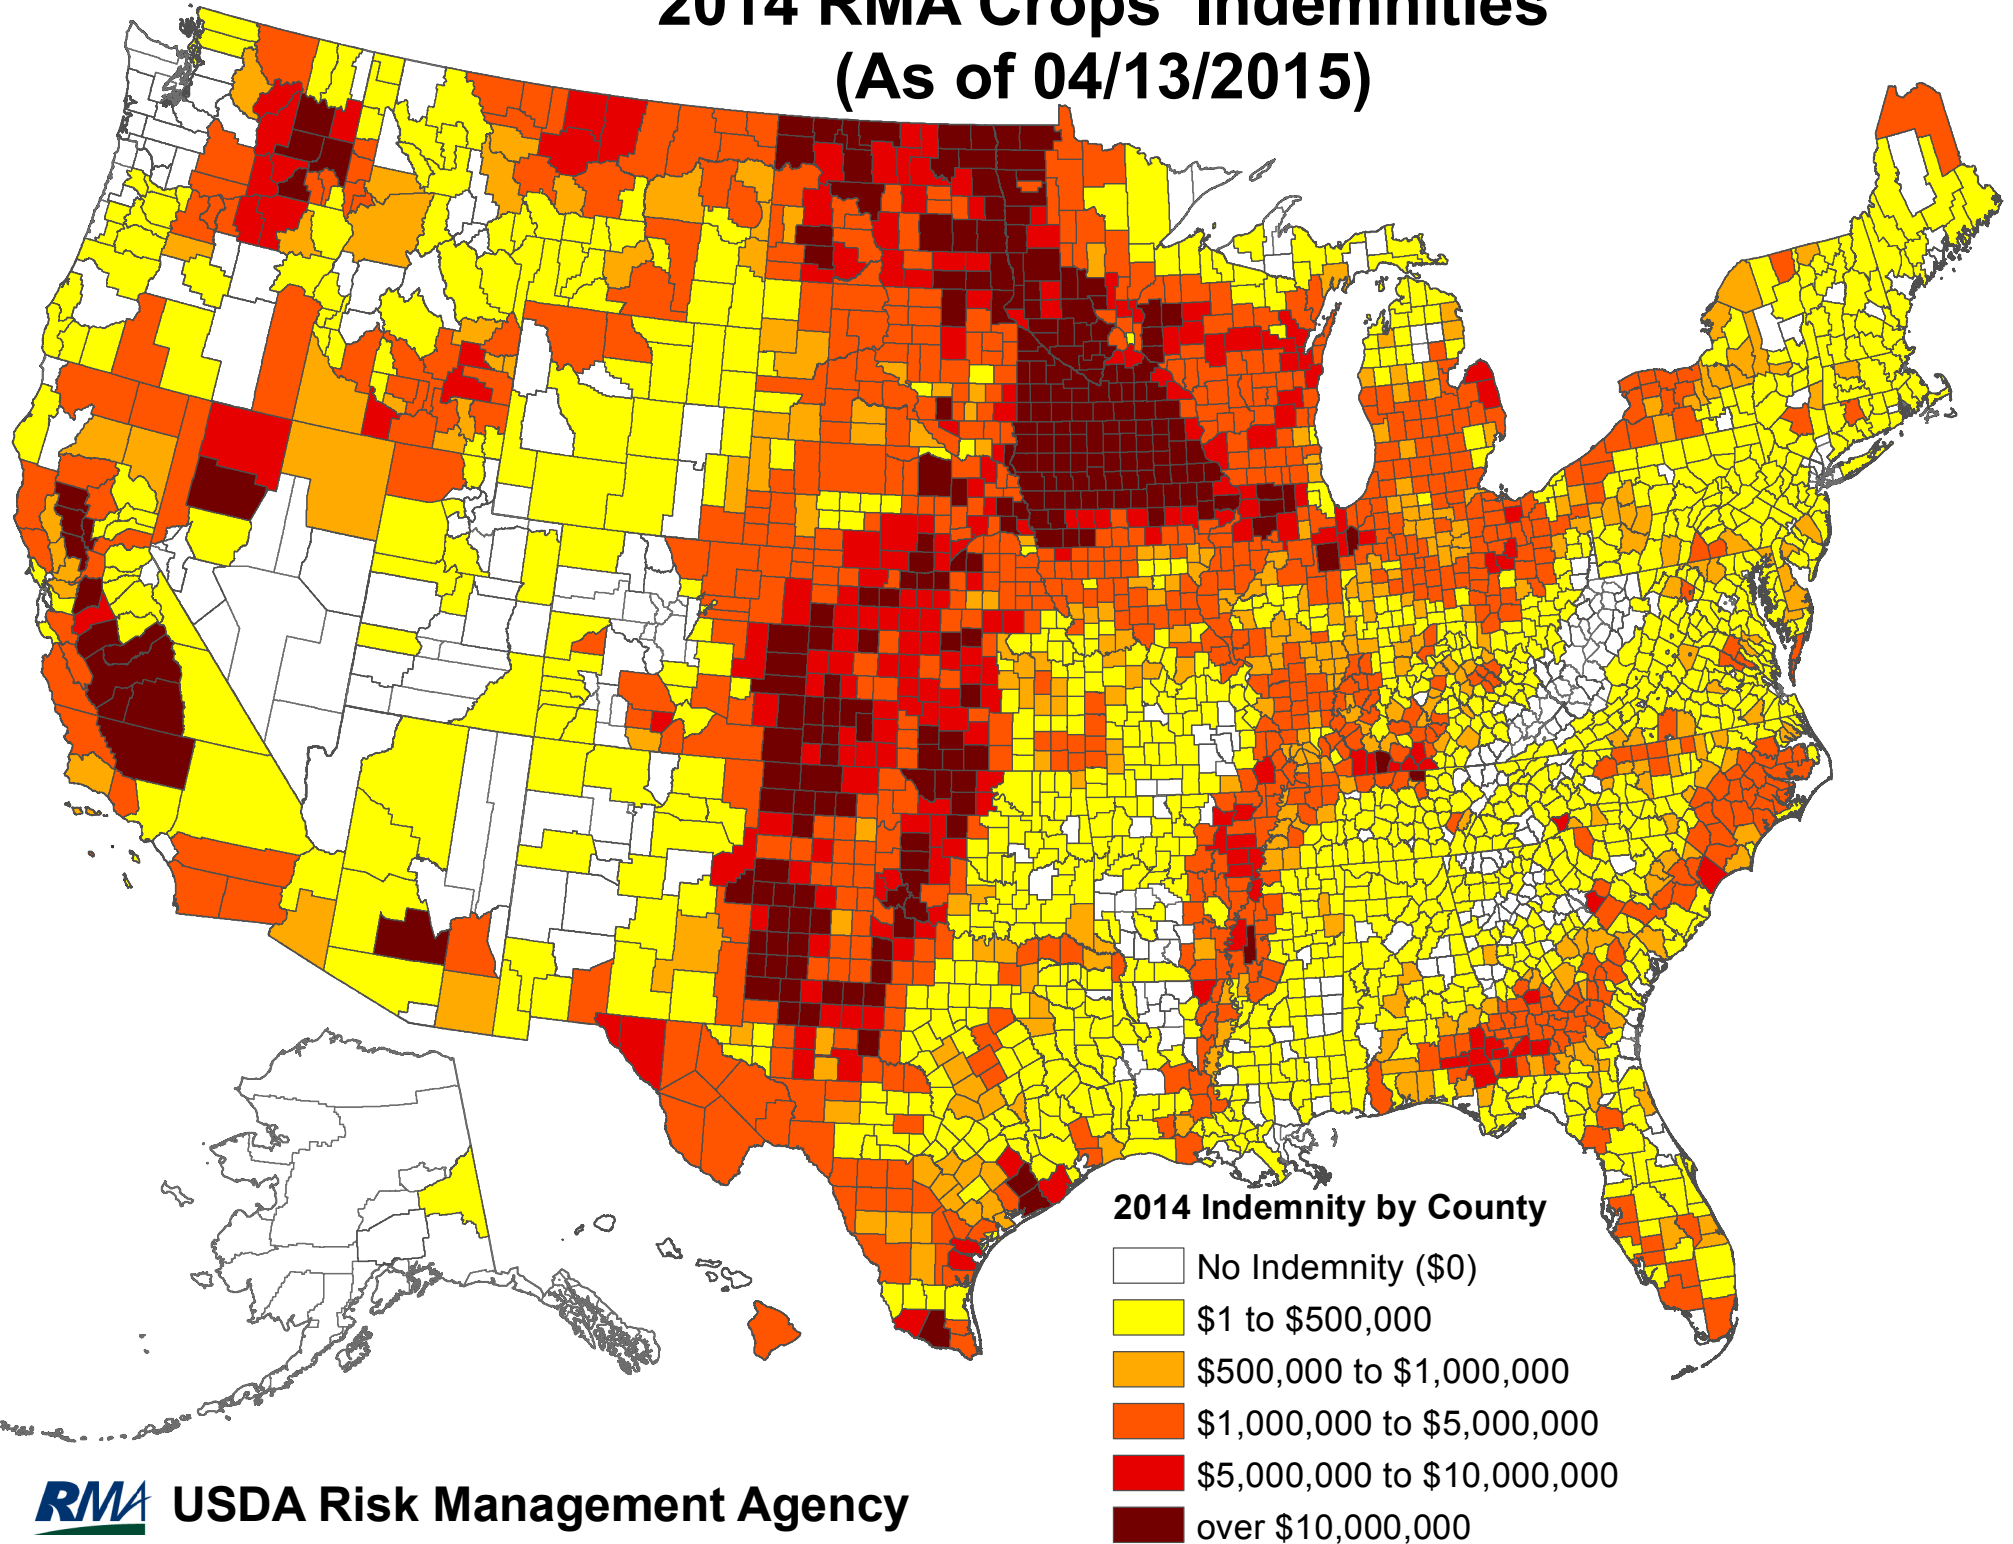 2014 RMA Crops' Indemnities
(As of 04/13/2015)
2014 Indemnity by County
No Indemnity ($0)
$1 to $500,000
$500,000 to $1,000,000
$1,000,000 to $5,000,000
$5,000,000 to $10,000,000
over $10,000,000
RMA USDA Risk Management Agency